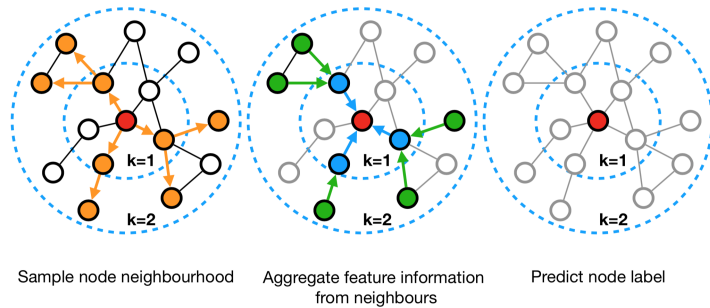 k=1
k=2
k=1
k=2
k=1
k=2
Sample node neighbourhood
Aggregate feature information
from neighbours
Predict node label